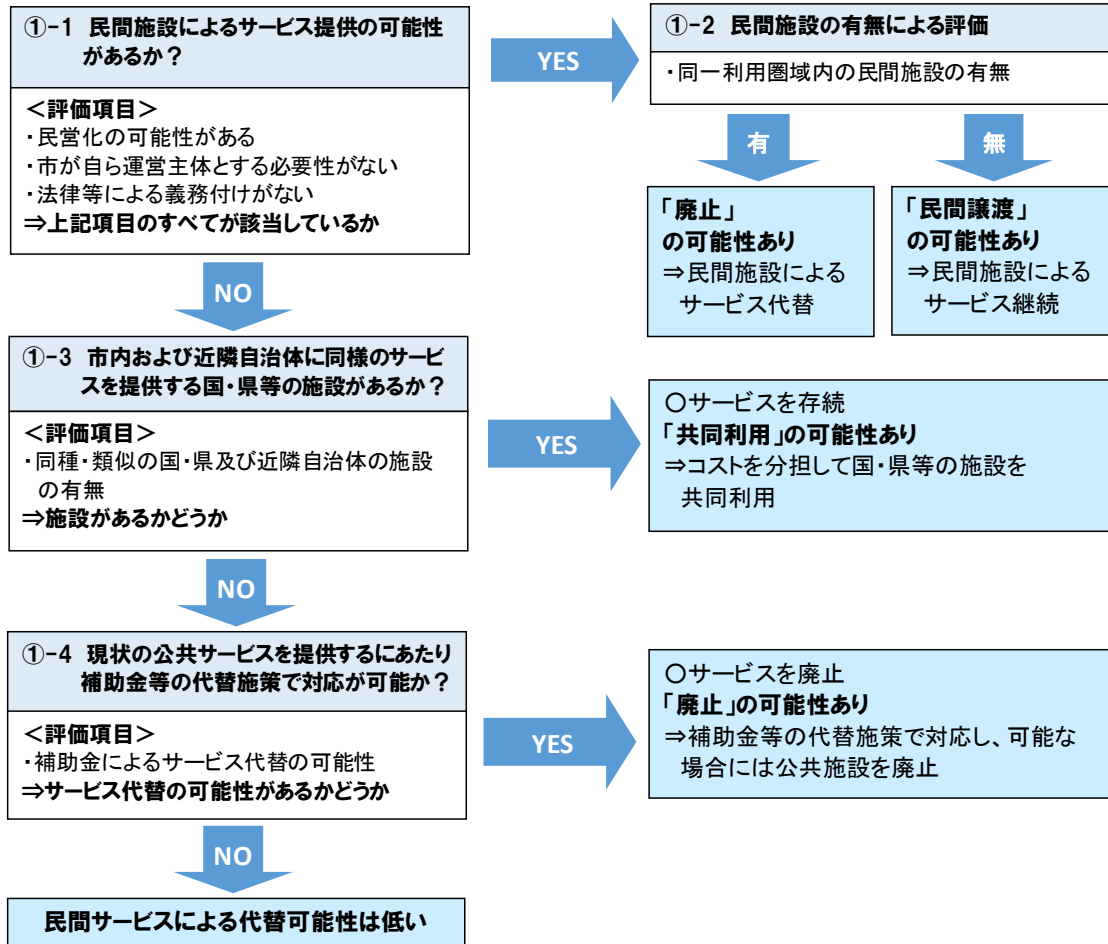 ①-1 民間施設によるサービス提供の可能性
があるか？
＜評価項目＞
・民営化の可能性がある
・市が自ら運営主体とする必要性がない
・法律等による義務付けがない
⇒上記項目のすべてが該当しているか
YES
①-2 民間施設の有無による評価
・同一利用圏域内の民間施設の有無
有
無
「廃止」
の可能性あり
⇒民間施設による
サービス代替
「民間譲渡」
の可能性あり
⇒民間施設による
サービス継続
NO
①-3 市内および近隣自治体に同様のサービ
スを提供する国・県等の施設があるか？
＜評価項目＞
・同種・類似の国・県及び近隣自治体の施設
の有無
⇒施設があるかどうか
YES
〇サービスを存続
「共同利用」の可能性あり
⇒コストを分担して国・県等の施設を
共同利用
NO
①-4 現状の公共サービスを提供するにあたり
補助金等の代替施策で対応が可能か？
＜評価項目＞
・補助金によるサービス代替の可能性
⇒サービス代替の可能性があるかどうか
YES
〇サービスを廃止
「廃止」の可能性あり
⇒補助金等の代替施策で対応し、可能な
場合には公共施設を廃止
NO
民間サービスによる代替可能性は低い